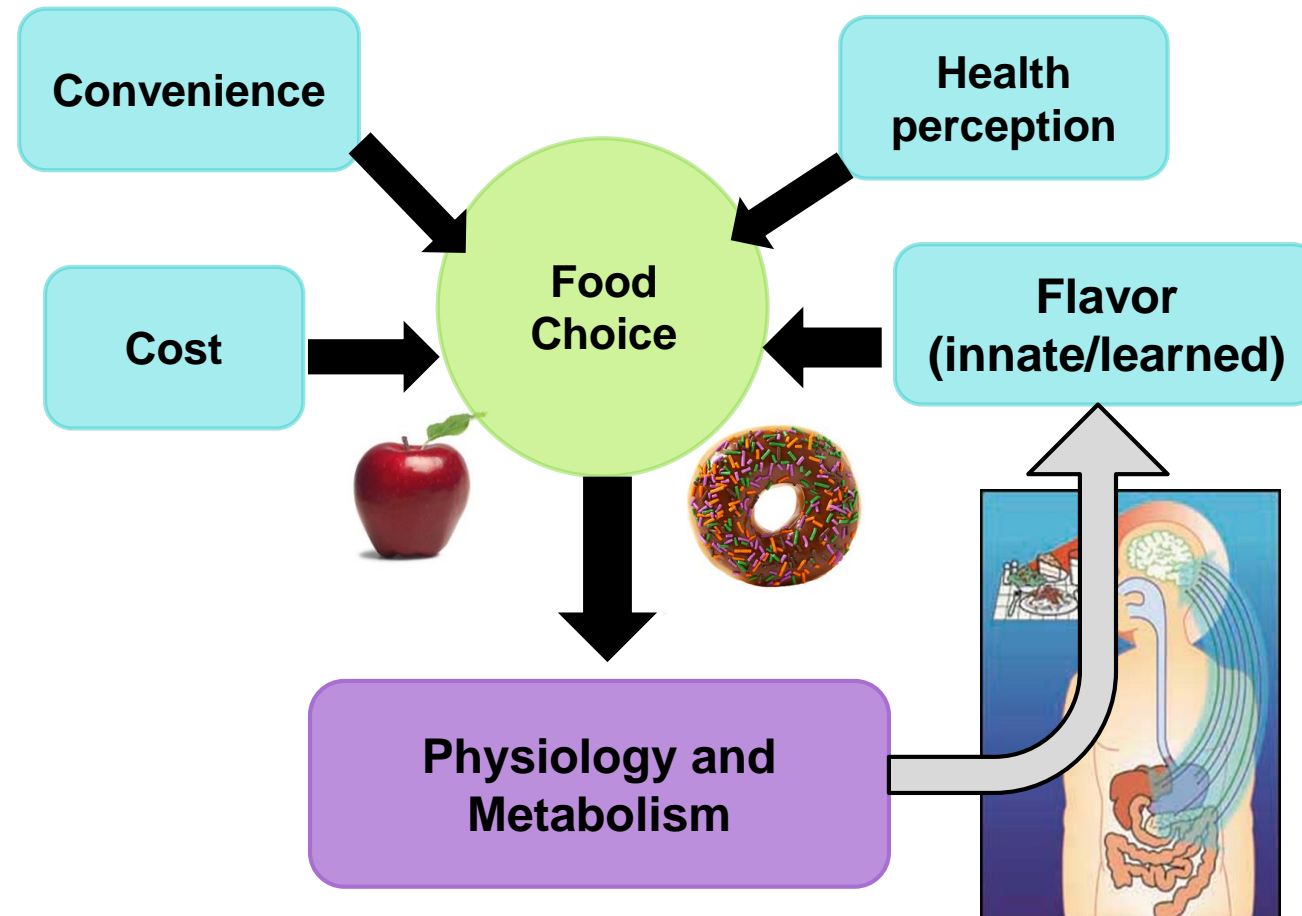 Convenience
Health
perception
Food
Choice
Cost
Flavor
(innate/learned)
Physiology and
Metabolism